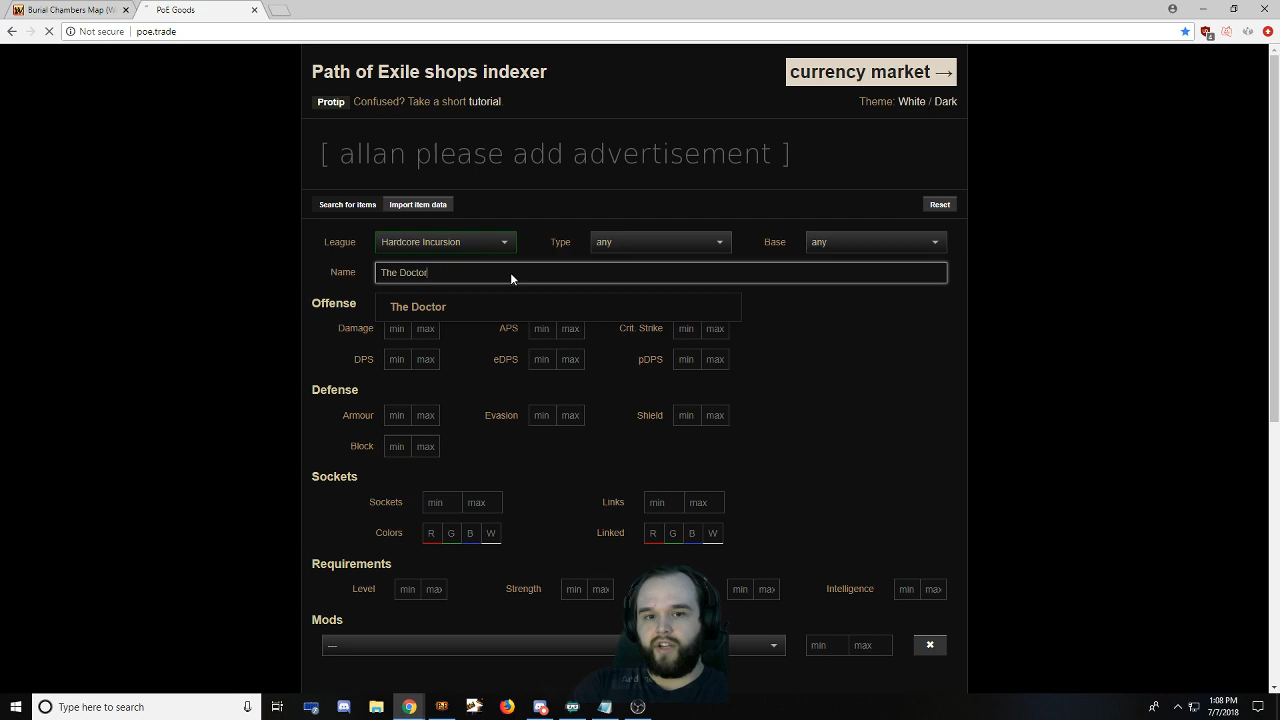 Burial Chambers Map (W
PoE Goods
Not secure
poe.trade
Path of Exile shops indexer
currency market →
Protip Confused? Take a short tutorial.
Theme: White / Dark
[ allan please add advertisement ]
Search for items
Import item data
Reset
League Hardcore Incursion Type any Base any
Name The Doctor
The Doctor
Offense
Damage min max APS min max Crit. Strike min max
DPS min max eDPS min max pDPS min max
Defense
Armour min max Evasion min max Shield min max
Block min max
Sockets
Sockets min max Links min max
Colors R G B W Linked R G B W
Requirements
Level min max Strength min max min max Intelligence min max
Mods
— min max
Type here to search
1:08 PM
7/7/2018